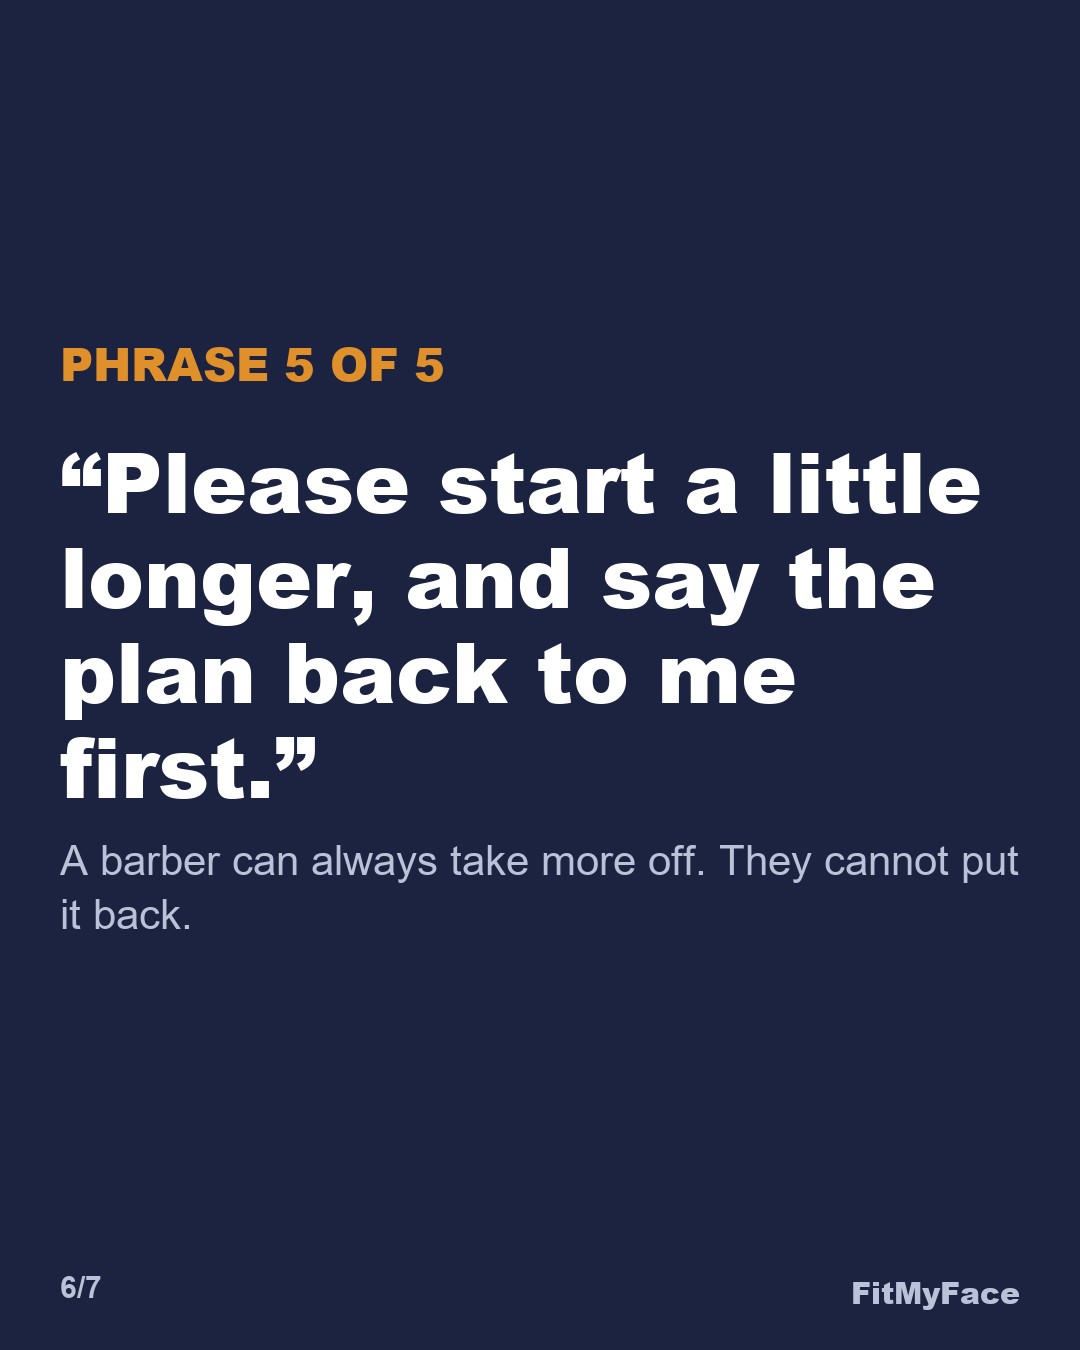 PHRASE 5 OF 5
“Please start a little
longer, and say the
plan back to me
first.”
A barber can always take more off. They cannot put
it back.
6/7
FitMyFace